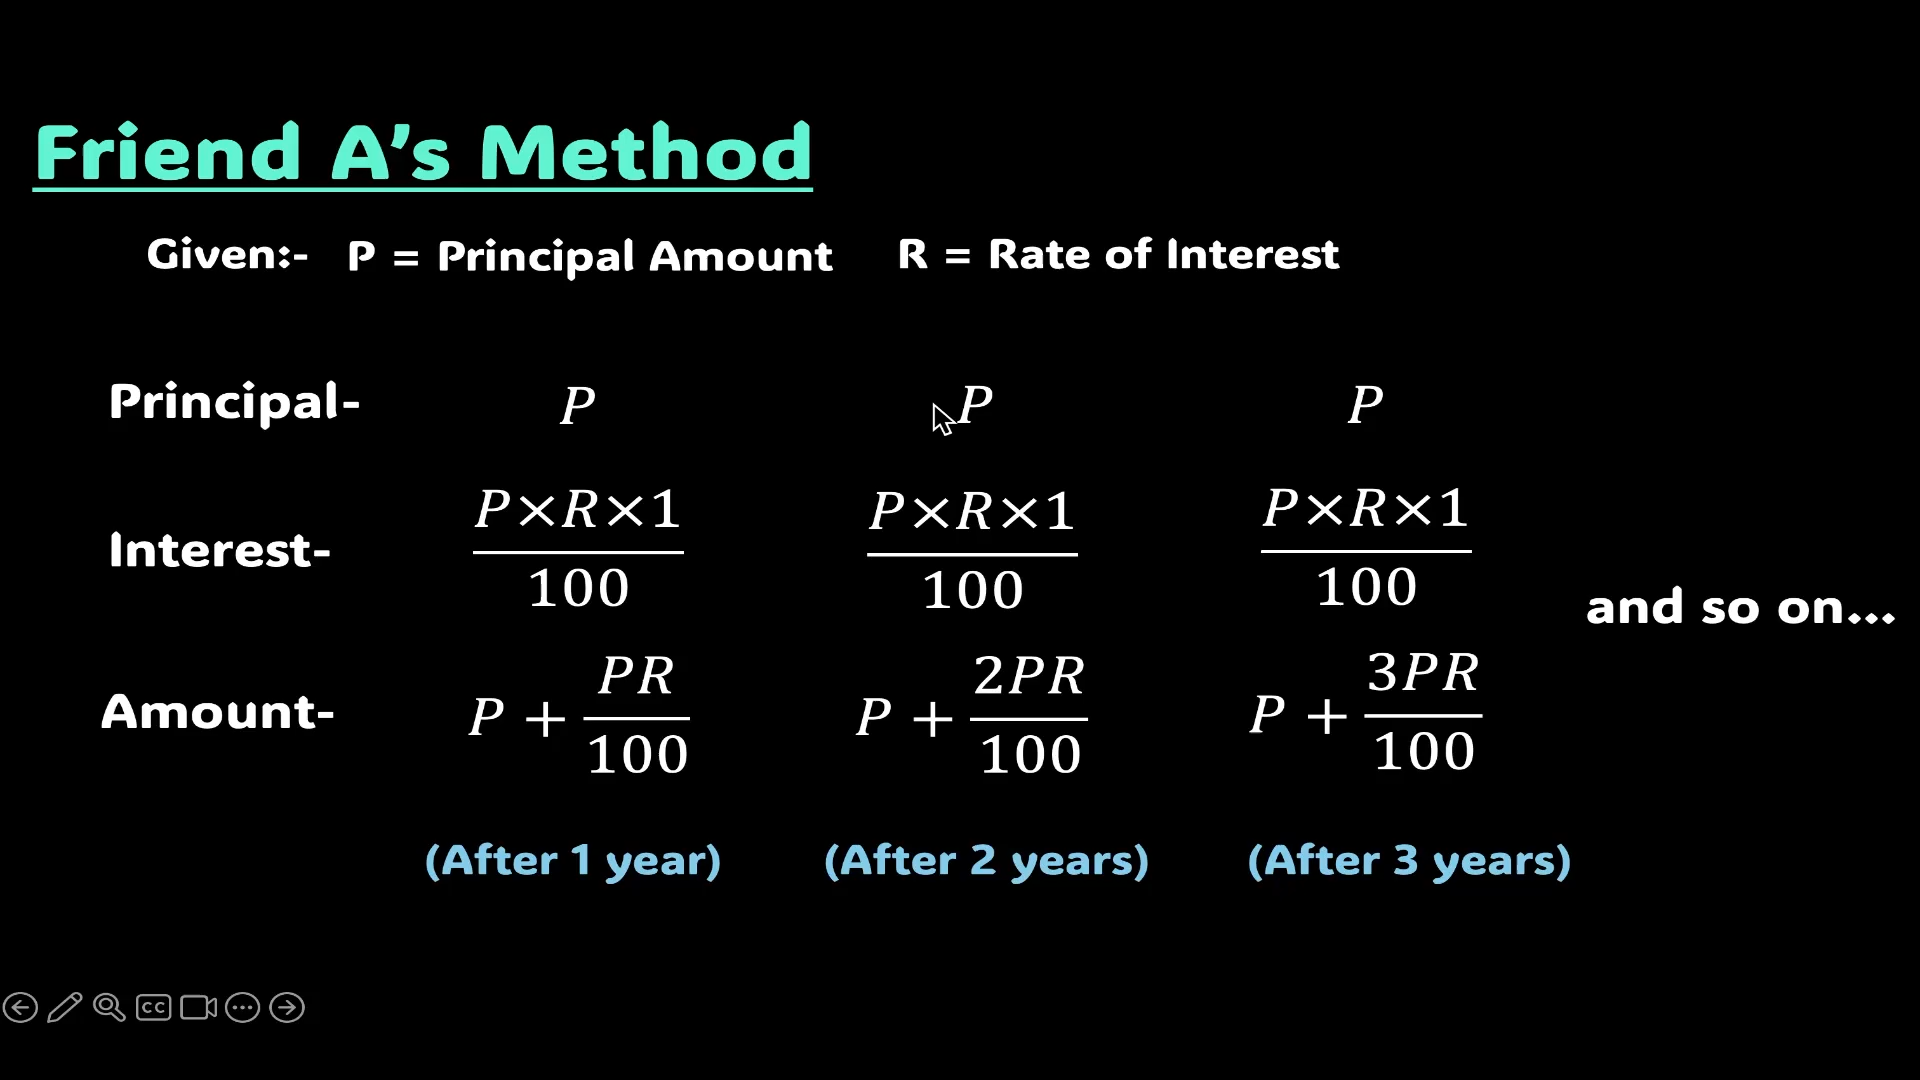 Friend A's Method
Given:- P = Principal Amount R = Rate of Interest
Principal- P P P
Interest- P×R×1/100 P×R×1/100 P×R×1/100
and so on...
Amount- P + PR/100 P + 2PR/100 P + 3PR/100
(After 1 year) (After 2 years) (After 3 years)
CC